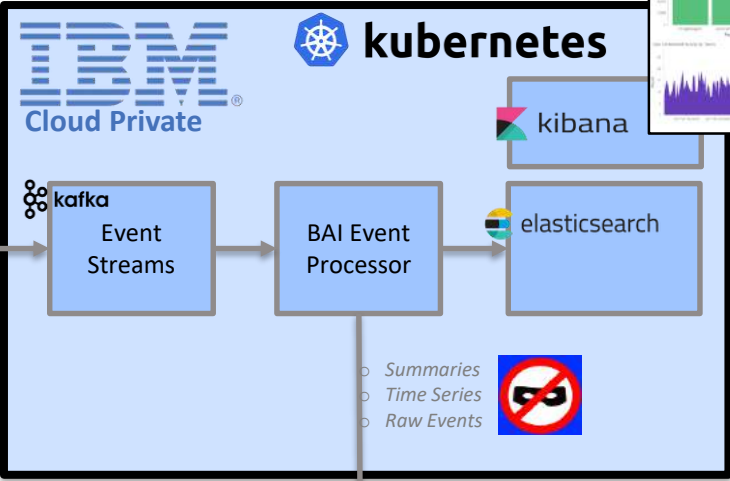 IBM®
kubernetes
Cloud Private
kibana
kafka
Event
Streams
BAI Event
Processor
elasticsearch
○ Summaries
○ Time Series
○ Raw Events